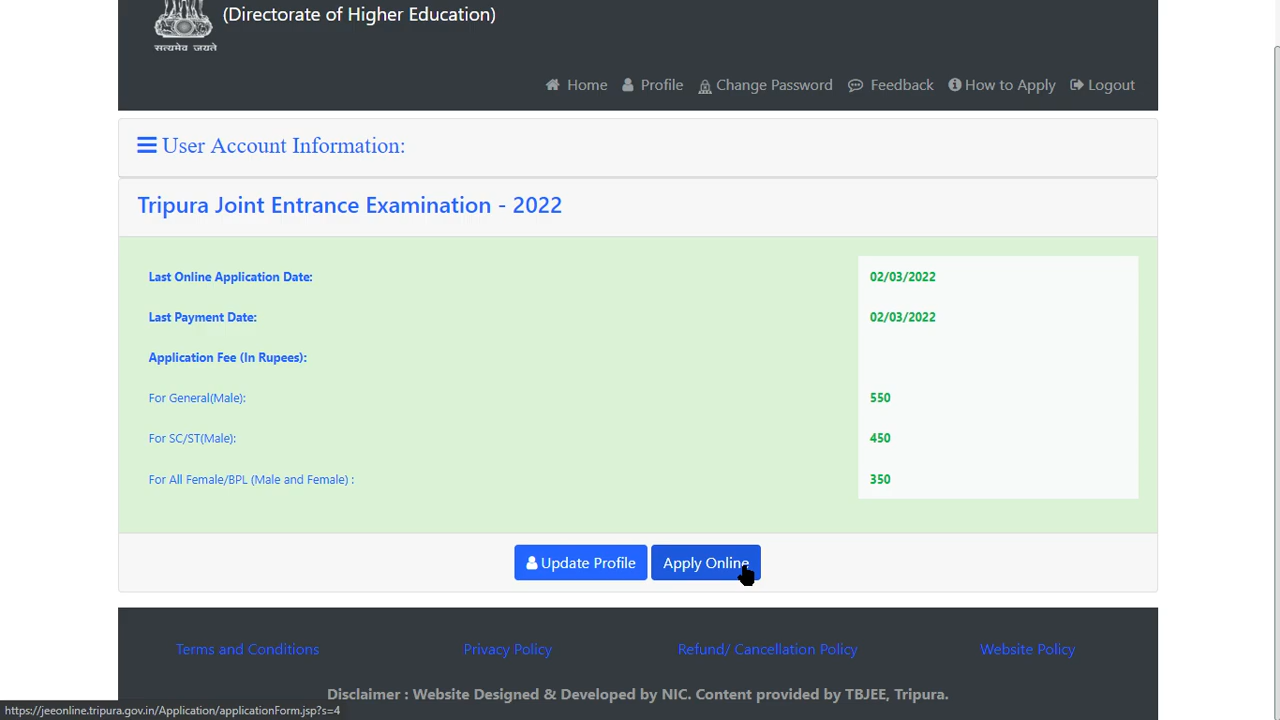 (Directorate of Higher Education)
सत्यमेव जयते
Home Profile Change Password Feedback How to Apply Logout
User Account Information:
Tripura Joint Entrance Examination - 2022
Last Online Application Date: 02/03/2022
Last Payment Date: 02/03/2022
Application Fee (In Rupees):
For General(Male): 550
For SC/ST(Male): 450
For All Female/BPL (Male and Female) : 350
Update Profile Apply Online
Terms and Conditions Privacy Policy Refund/ Cancellation Policy Website Policy
Disclaimer : Website Designed & Developed by NIC. Content provided by TBJEE, Tripura.
https://jeeonline.tripura.gov.in/Application/applicationForm.jsp?s=4